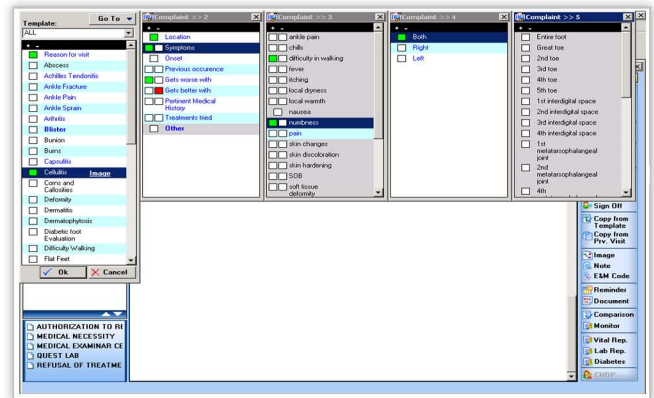 Template:
Go To
ALL
+ -
Reason for visit
Abscess
Achilles Tendonitis
Ankle Fracture
Ankle Pain
Ankle Sprain
Arthritis
Blister
Bunion
Burns
Capsulitis
Cellulitis Image
Corns and
Callosities
Deformity
Dermatitis
Dermatophytosis
Diabetic foot
Evaluation
Difficulty Walking
Flat Feet
Ok
Cancel
Complaint >> 2
+ -
Location
Symptoms
Onset
Previous occurence
Gets worse with
Gets better with
Pertinent Medical
History
Treatments tried
Other
Complaint >> 3
+ -
ankle pain
chills
difficulty in walking
fever
itching
local dryness
local warmth
nausea
numbness
pain
skin changes
skin discoloration
skin hardening
SOB
soft tissue
deformity
Complaint >> 4
+ -
Both
Right
Left
Complaint >> 5
+ -
Entire foot
Great toe
2nd toe
3rd toe
4th toe
5th toe
1st interdigital space
2nd interdigital space
3rd interdigital space
4th interdigital space
1st
metatarsophalangeal
joint
2nd
metatarsophalangeal
joint
4th
AUTHORIZATION TO RE
MEDICAL NECESSITY
MEDICAL EXAMINAR CE
QUEST LAB
REFUSAL OF TREATME
Sign Off
Copy from
Template
Copy from
Prv. Visit
Image
Note
E&M Code
Reminder
Document
Comparison
Monitor
Vital Rep.
Lab Rep.
Diabetes